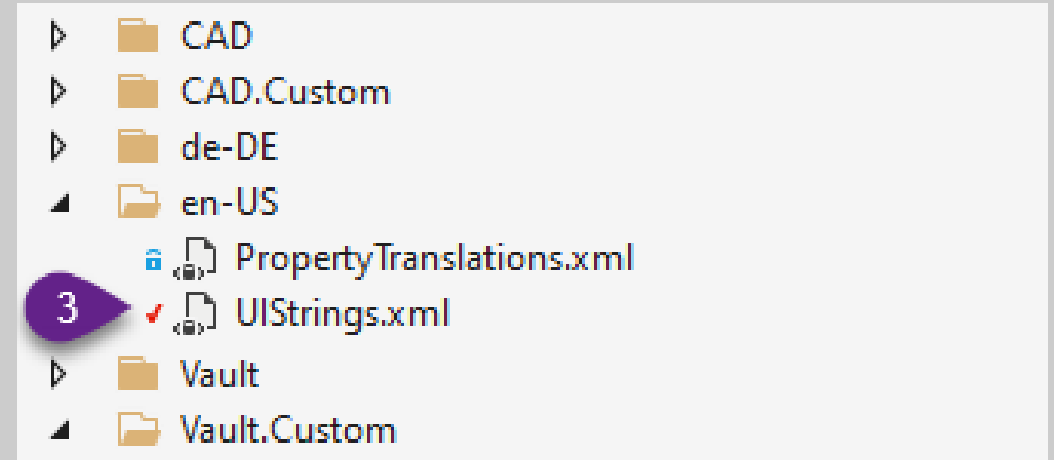 CAD
CAD.Custom
de-DE
en-US
PropertyTranslations.xml
3 UIStrings.xml
Vault
Vault.Custom